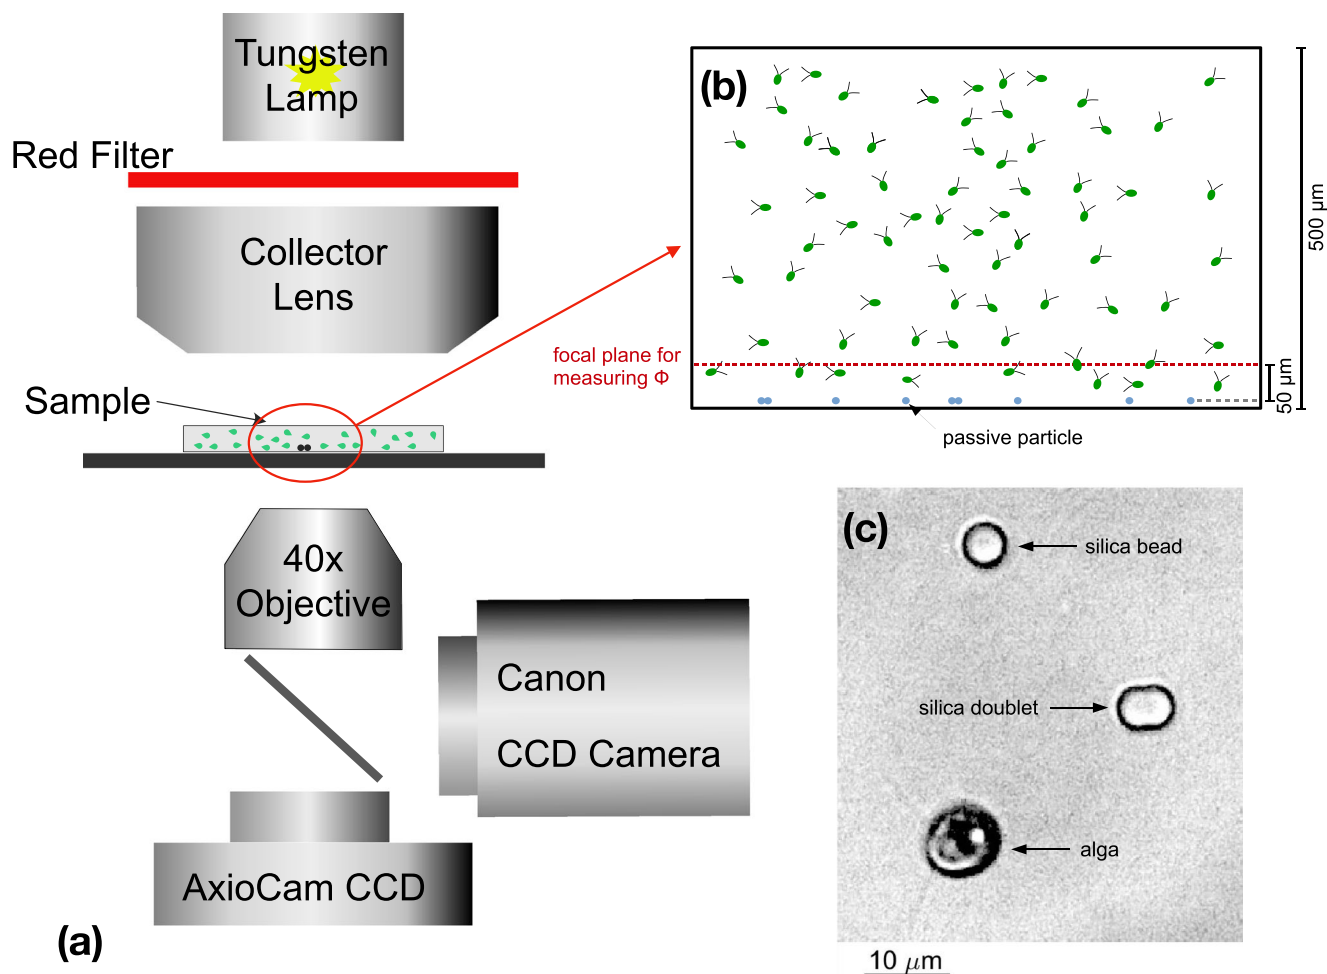 Tungsten
Lamp
Red Filter
Collector
Lens
Sample
40x
Objective
Canon
CCD Camera
AxioCam CCD
(a)
(b)
500 µm
focal plane for
measuring Φ
50 µm
passive particle
(c)
silica bead
silica doublet
alga
10 µm